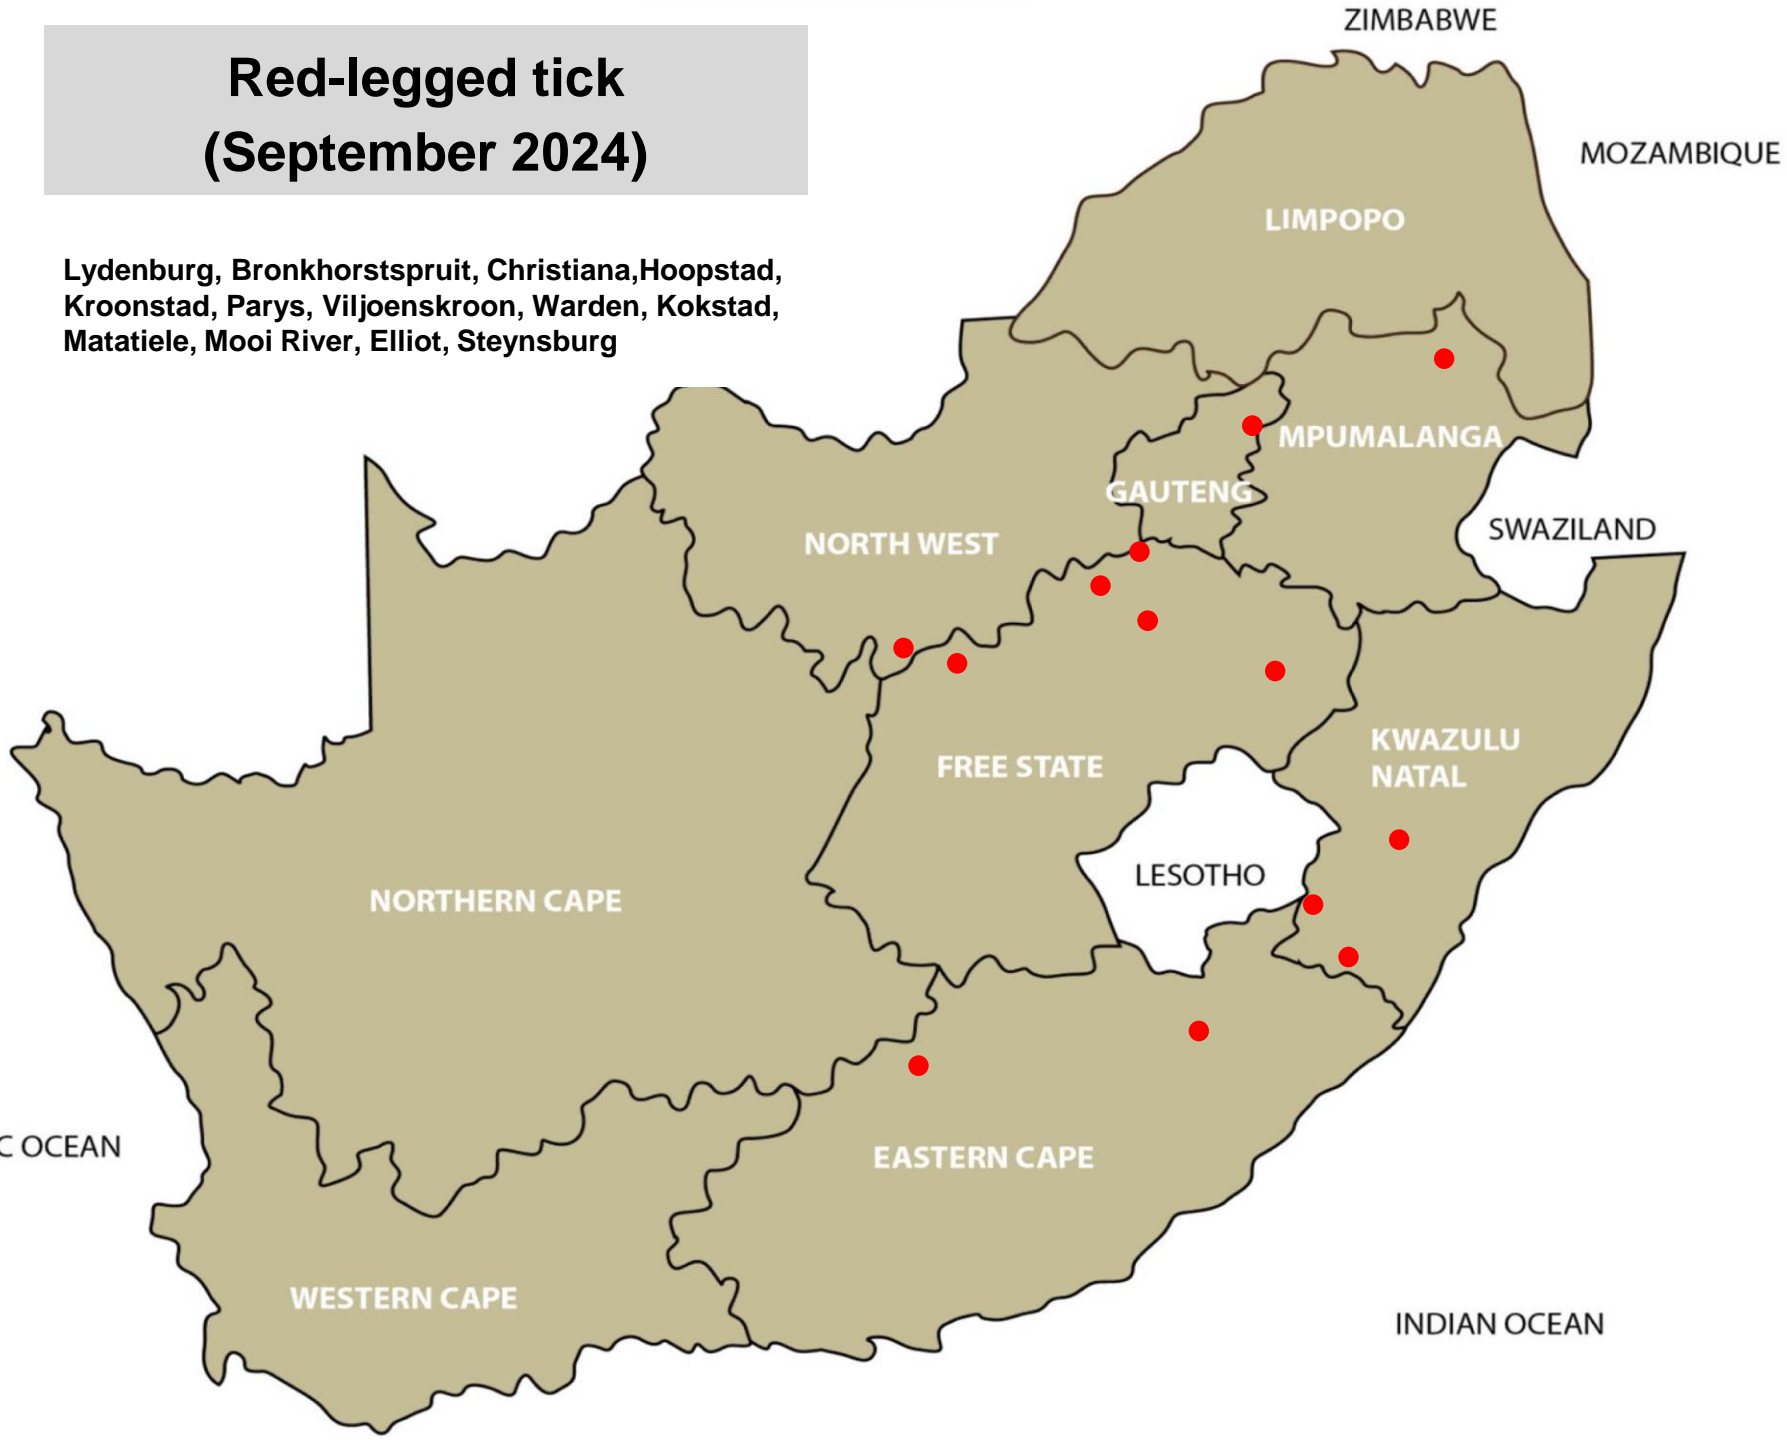 Red-legged tick
(September 2024)
Lydenburg, Bronkhorstspruit, Christiana,Hoopstad,
Kroonstad, Parys, Viljoenskroon, Warden, Kokstad,
Matatiele, Mooi River, Elliot, Steynsburg
ZIMBABWE
MOZAMBIQUE
LIMPOPO
MPUMALANGA
GAUTENG
SWAZILAND
NORTH WEST
KWAZULU
NATAL
FREE STATE
LESOTHO
NORTHERN CAPE
C OCEAN
EASTERN CAPE
WESTERN CAPE
INDIAN OCEAN